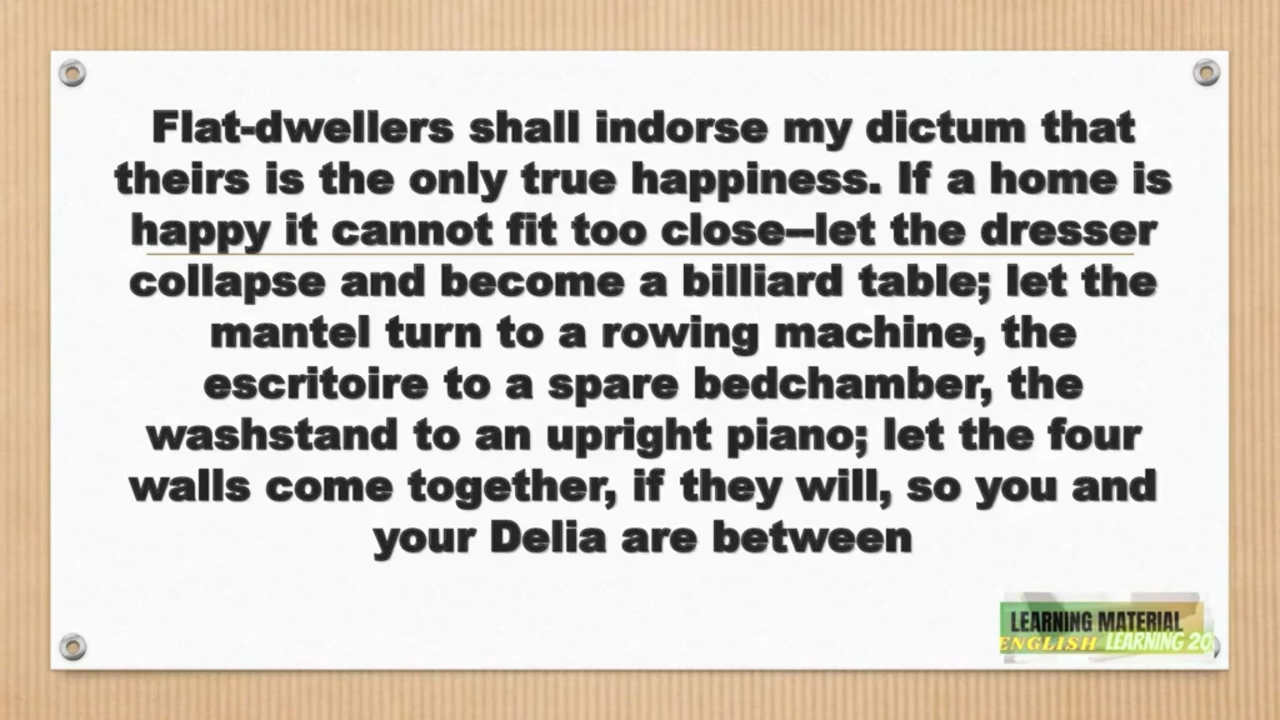 Flat-dwellers shall indorse my dictum that
theirs is the only true happiness. If a home is
happy it cannot fit too close--let the dresser
collapse and become a billiard table; let the
mantel turn to a rowing machine, the
escritoire to a spare bedchamber, the
washstand to an upright piano; let the four
walls come together, if they will, so you and
your Delia are between
LEARNING MATERIAL
ENGLISH LEARNING 20